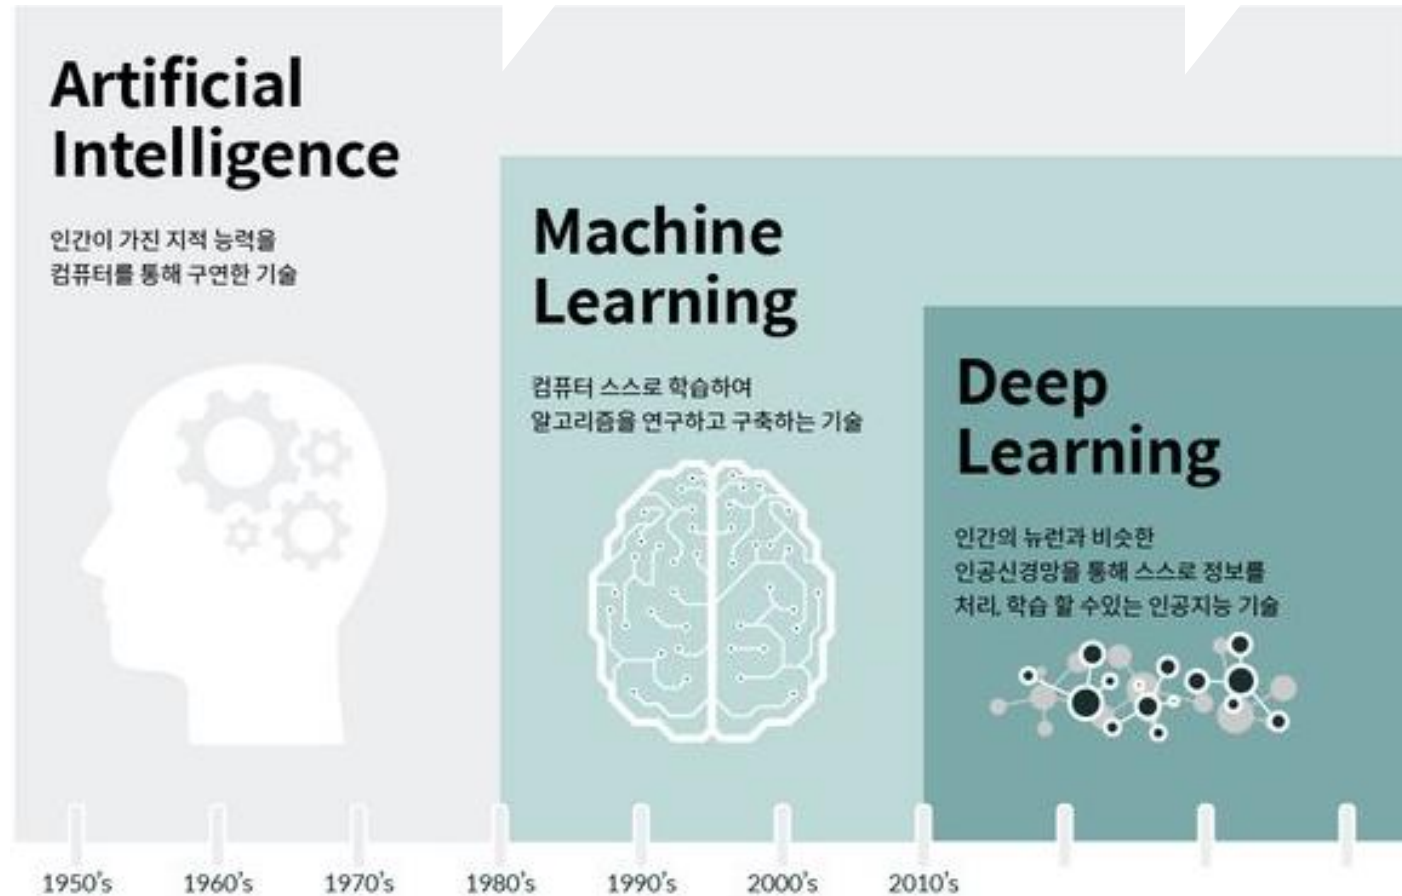 Artificial
Intelligence
인간이 가진 지적 능력을
컴퓨터를 통해 구연한 기술
Machine
Learning
컴퓨터 스스로 학습하여
알고리즘을 연구하고 구축하는 기술
Deep
Learning
인간의 뉴런과 비슷한
인공신경망을 통해 스스로 정보를
처리, 학습 할 수있는 인공지능 기술
1950's 1960's 1970's 1980's 1990's 2000's 2010's